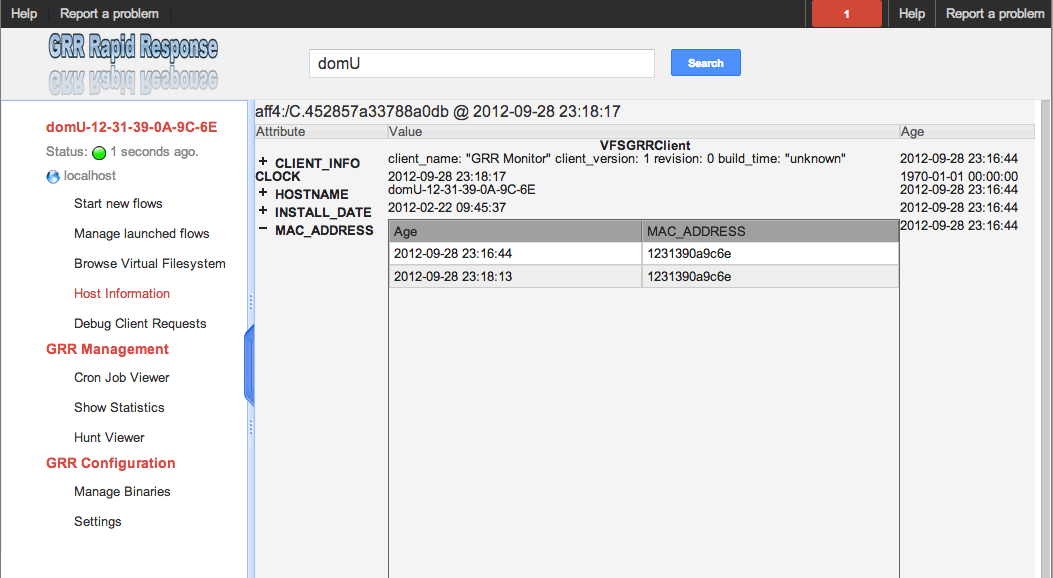 Help Report a problem 1 Help Report a problem
GRR Rapid Response
domU Search
domU-12-31-39-0A-9C-6E
Status: 1 seconds ago.
localhost
Start new flows
Manage launched flows
Browse Virtual Filesystem
Host Information
Debug Client Requests
GRR Management
Cron Job Viewer
Show Statistics
Hunt Viewer
GRR Configuration
Manage Binaries
Settings
aff4:/C.452857a33788a0db @ 2012-09-28 23:18:17
Attribute Value Age
VFSGRRClient
+ CLIENT_INFO client_name: "GRR Monitor" client_version: 1 revision: 0 build_time: "unknown" 2012-09-28 23:16:44
CLOCK 2012-09-28 23:18:17 1970-01-01 00:00:00
+ HOSTNAME domU-12-31-39-0A-9C-6E 2012-09-28 23:16:44
+ INSTALL_DATE 2012-02-22 09:45:37 2012-09-28 23:16:44
− MAC_ADDRESS 2012-09-28 23:16:44
Age MAC_ADDRESS
2012-09-28 23:16:44 1231390a9c6e
2012-09-28 23:18:13 1231390a9c6e